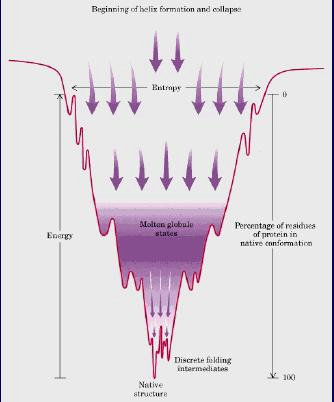 Beginning of helix formation and collapse
Entropy
0
Molten globule
states
Energy
Percentage of residues
of protein in
native conformation
Discrete folding
intermediates
100
Native
structure